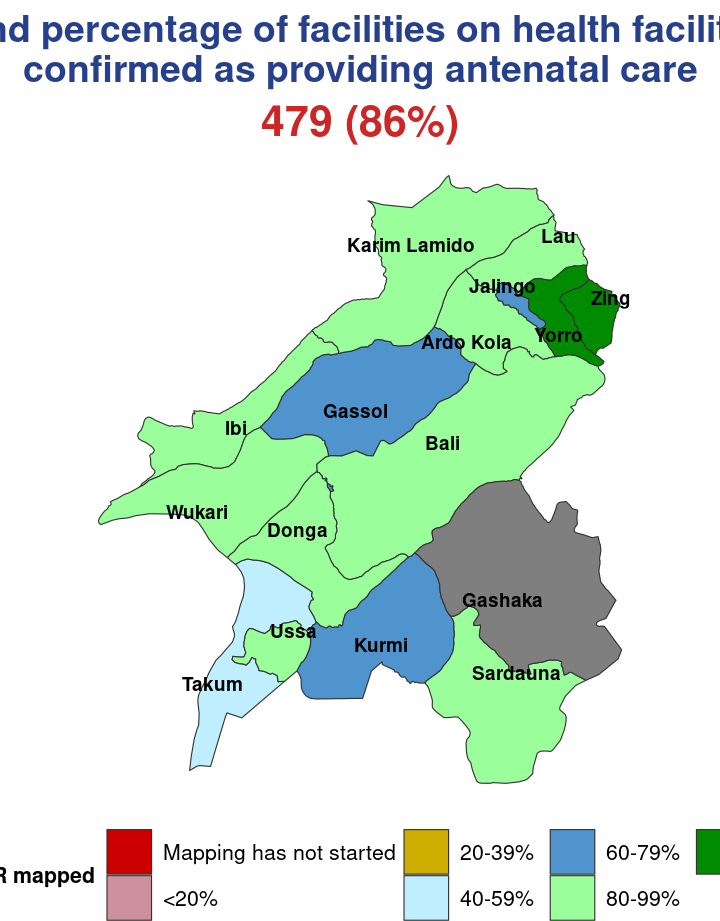 nd percentage of facilities on health facilit
confirmed as providing antenatal care
479 (86%)
Karim Lamido
Lau
Jalingo
Zing
Yorro
Ardo Kola
Gassol
Ibi
Bali
Wukari
Donga
Gashaka
Ussa
Kurmi
Sardauna
Takum
R mapped
Mapping has not started
20-39%
60-79%
<20%
40-59%
80-99%